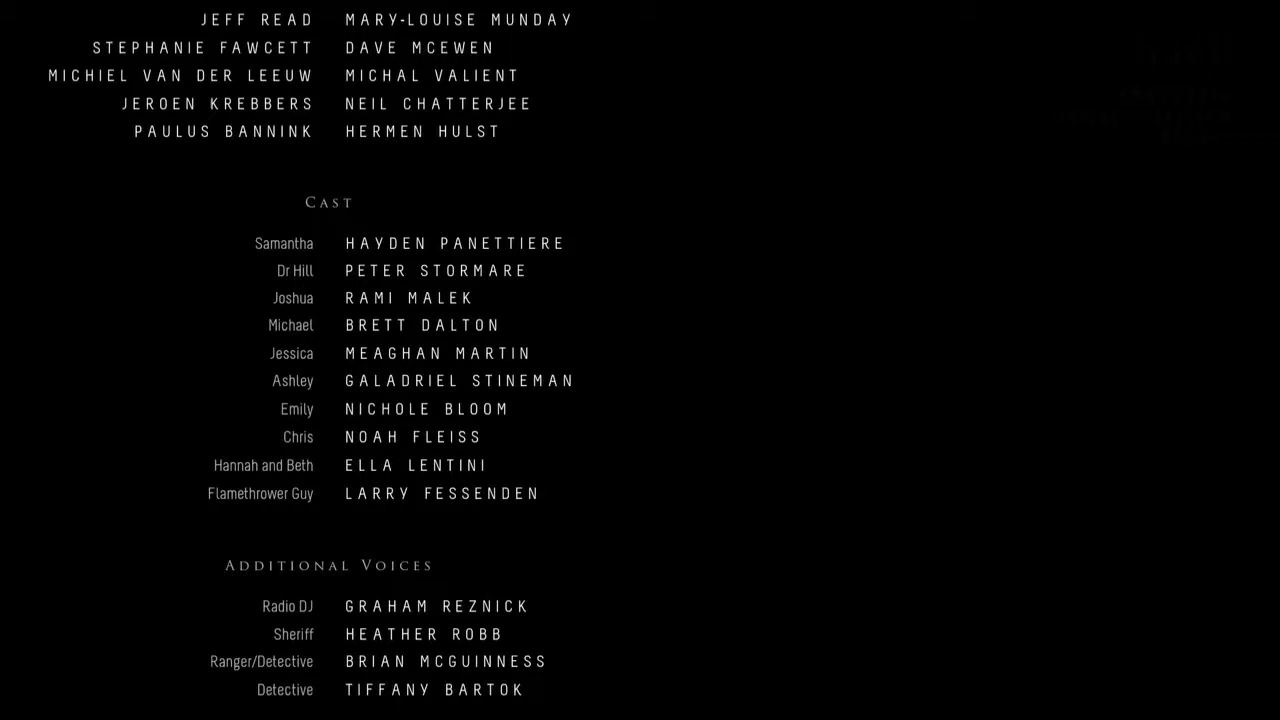 JEFF READ MARY-LOUISE MUNDAY
STEPHANIE FAWCETT DAVE MCEWEN
MICHIEL VAN DER LEEUW MICHAL VALIENT
JEROEN KREBBERS NEIL CHATTERJEE
PAULUS BANNINK HERMEN HULST
CAST
Samantha HAYDEN PANETTIERE
Dr Hill PETER STORMARE
Joshua RAMI MALEK
Michael BRETT DALTON
Jessica MEAGHAN MARTIN
Ashley GALADRIEL STINEMAN
Emily NICHOLE BLOOM
Chris NOAH FLEISS
Hannah and Beth ELLA LENTINI
Flamethrower Guy LARRY FESSENDEN
ADDITIONAL VOICES
Radio DJ GRAHAM REZNICK
Sheriff HEATHER ROBB
Ranger/Detective BRIAN MCGUINNESS
Detective TIFFANY BARTOK